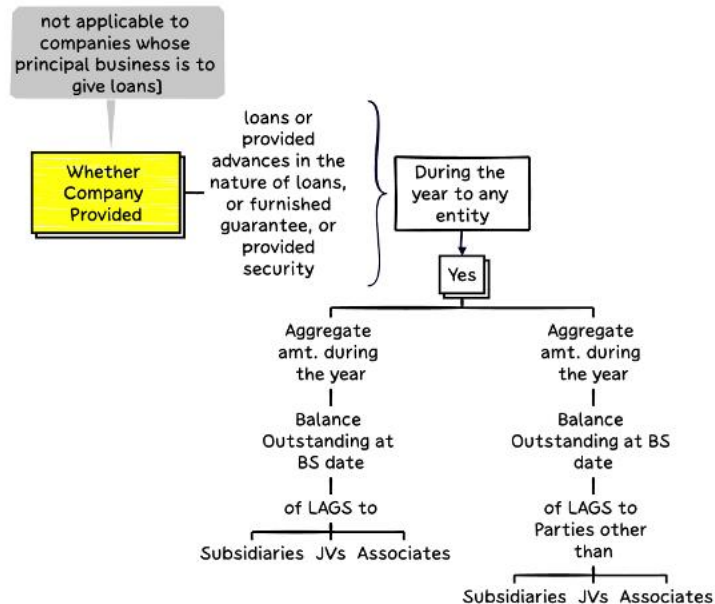 not applicable to
companies whose
principal business is to
give loans]
Whether
Company
Provided
loans or
provided
advances in the
nature of loans,
or furnished
guarantee, or
provided
security
During the
year to any
entity
Yes
Aggregate
amt. during
the year
Balance
Outstanding at
BS date
of LAGS to
Subsidiaries JVs Associates
Aggregate
amt. during
the year
Balance
Outstanding at BS
date
of LAGS to
Parties other
than
Subsidiaries JVs Associates